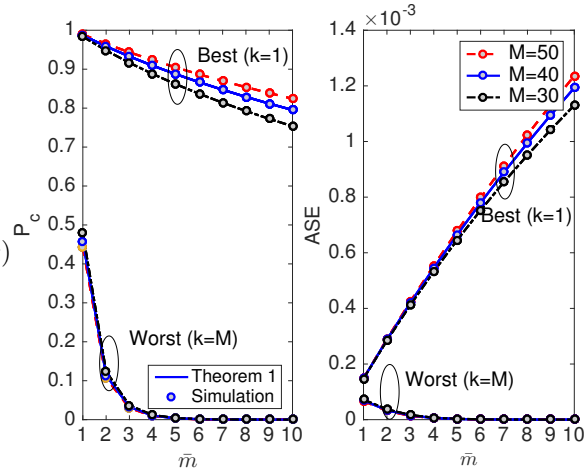 1
0.9
0.8
0.7
0.6
0.5
0.4
0.3
0.2
0.1
0
P_c
)
Best (k=1)
Worst (k=M)
Theorem 1
Simulation
1 2 3 4 5 6 7 8 9 10
m̄
×10⁻³
1.4
1.2
1
0.8
0.6
0.4
0.2
0
ASE
M=50
M=40
M=30
Best (k=1)
Worst (k=M)
1 2 3 4 5 6 7 8 9 10
m̄